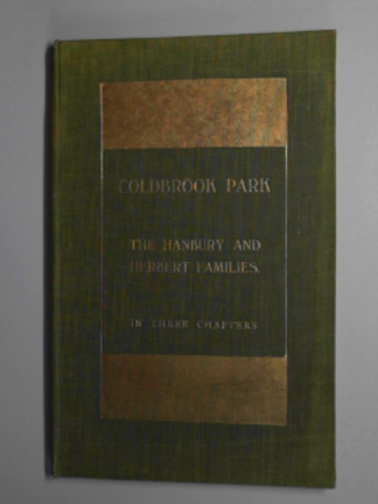 COLDBROOK PARK
THE HANBURY AND
HERBERT FAMILIES.
IN THREE CHAPTERS